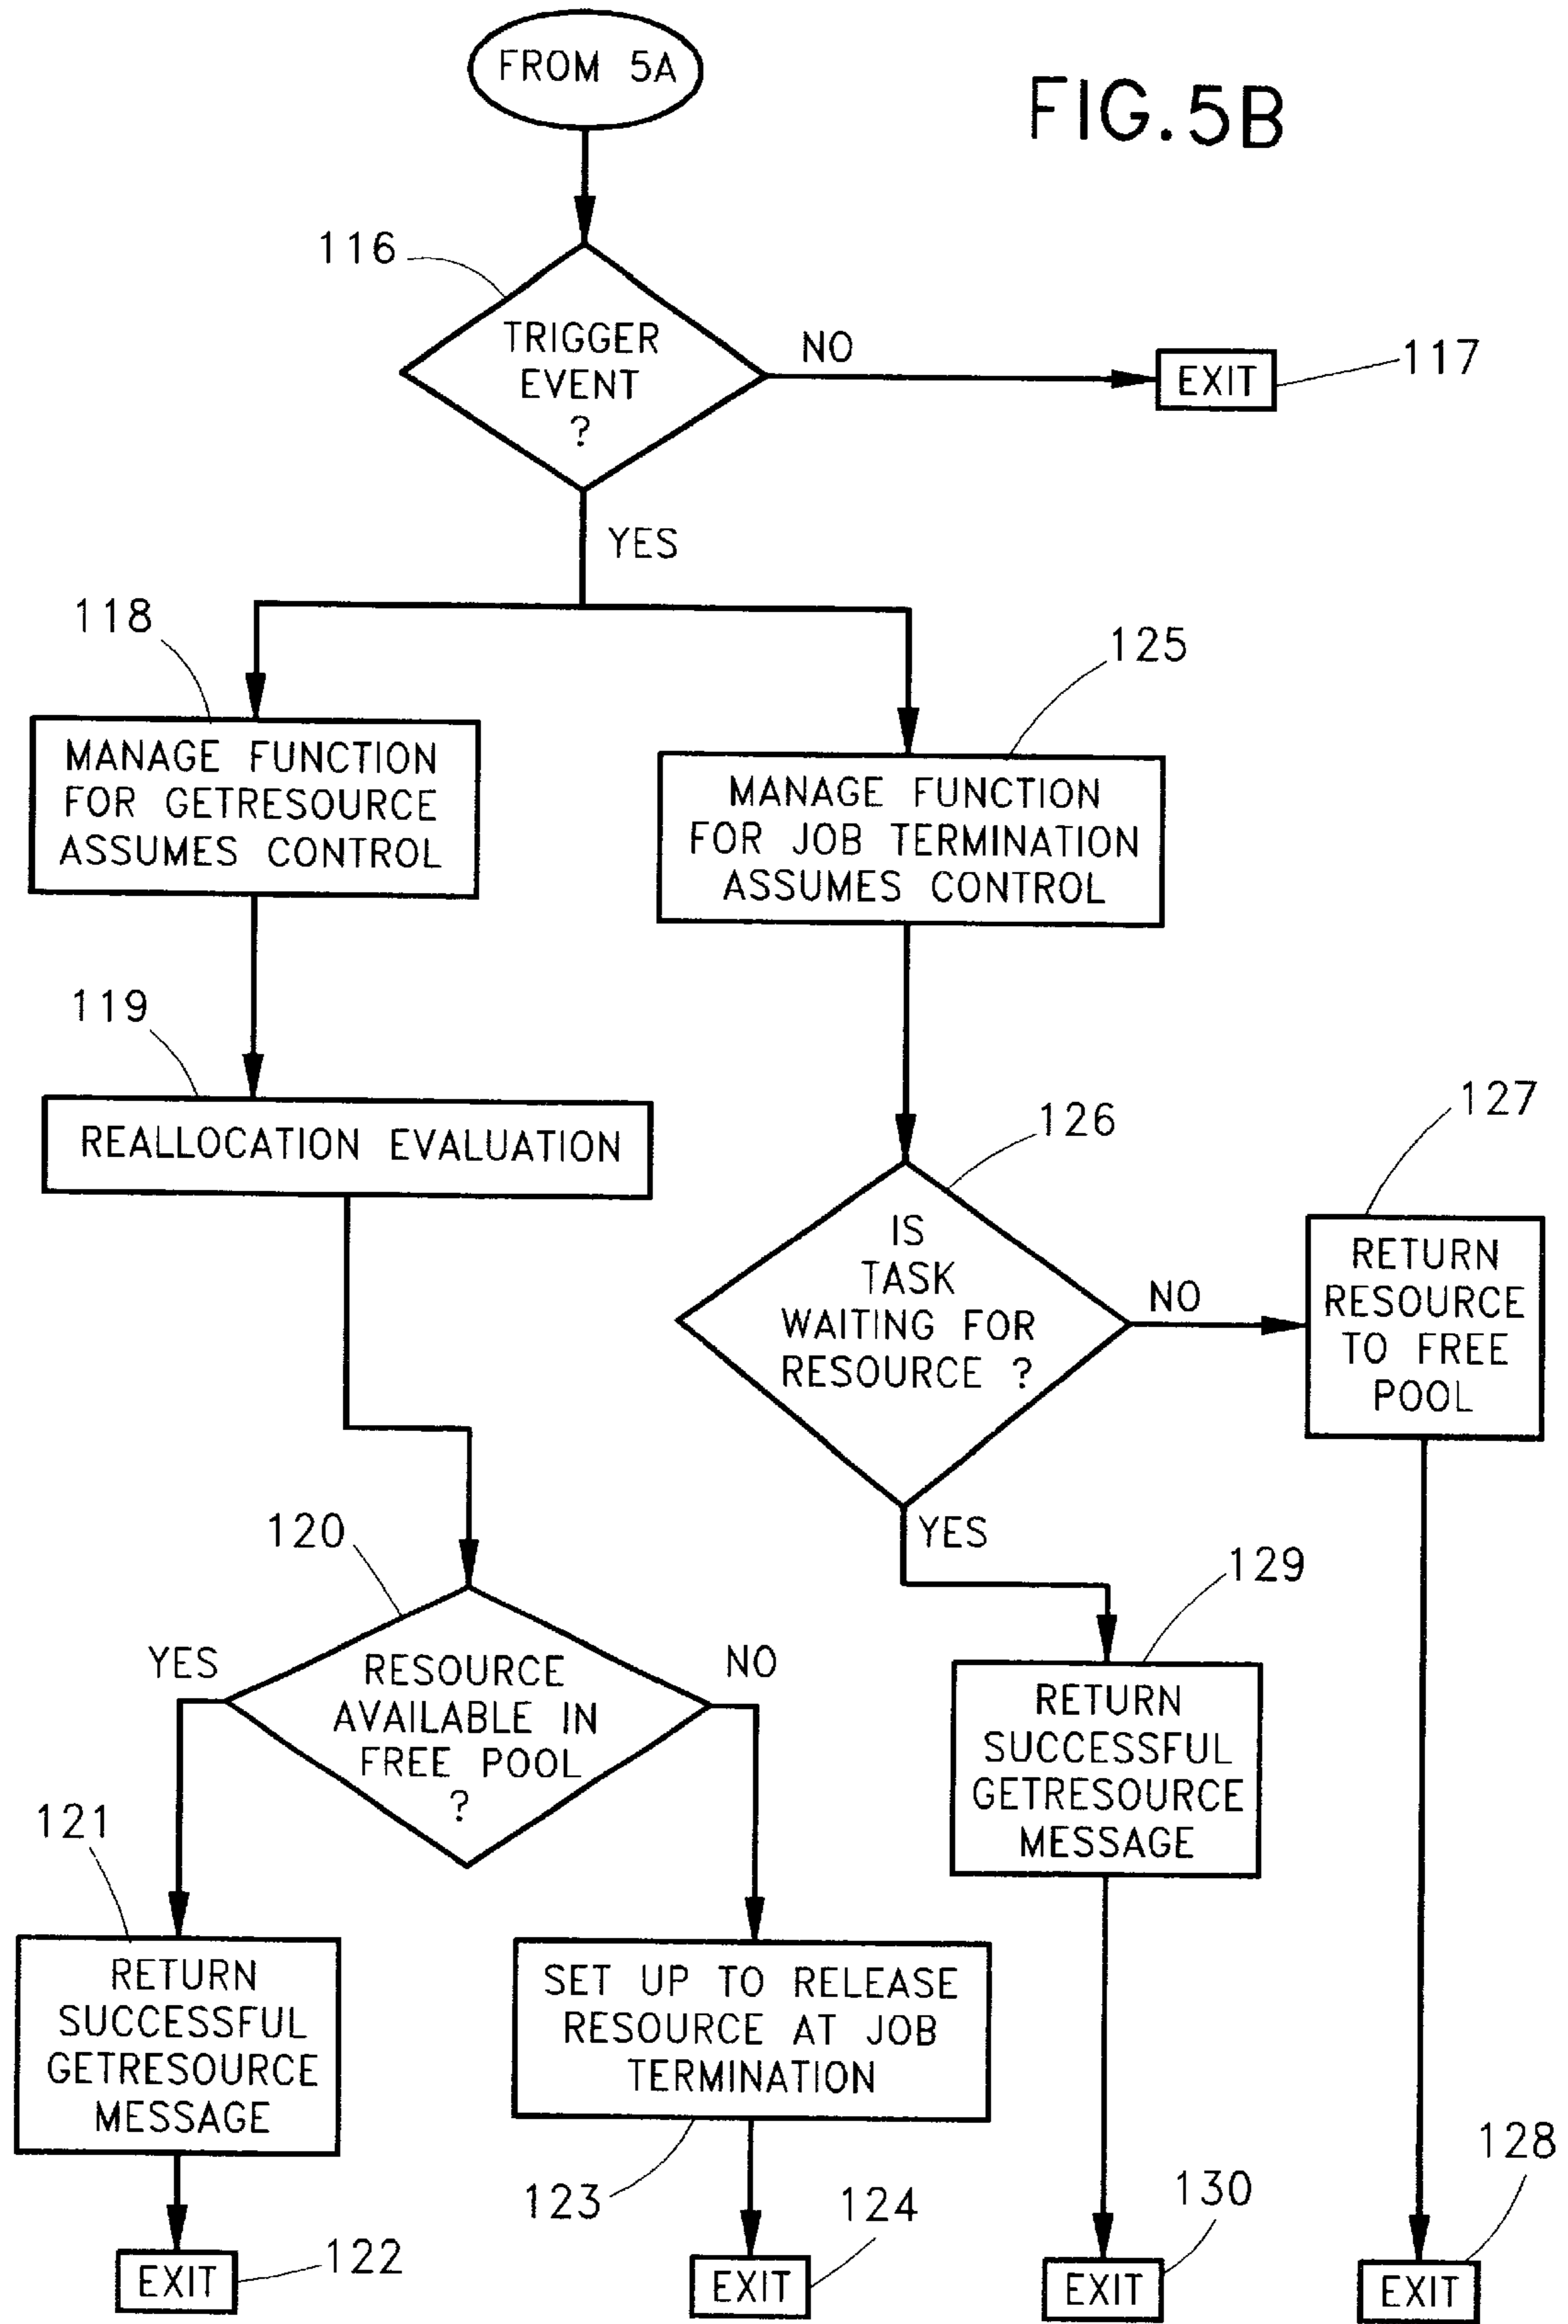 FROM 5A
FIG. 5B
116
TRIGGER
EVENT
?
NO
EXIT
117
YES
118
MANAGE FUNCTION
FOR GETRESOURCE
ASSUMES CONTROL
125
MANAGE FUNCTION
FOR JOB TERMINATION
ASSUMES CONTROL
119
REALLOCATION EVALUATION
126
IS
TASK
WAITING FOR
RESOURCE ?
NO
127
RETURN
RESOURCE
TO FREE
POOL
YES
120
YES
RESOURCE
AVAILABLE IN
FREE POOL
?
NO
129
RETURN
SUCCESSFUL
GETRESOURCE
MESSAGE
121
RETURN
SUCCESSFUL
GETRESOURCE
MESSAGE
SET UP TO RELEASE
RESOURCE AT JOB
TERMINATION
123
EXIT
122
EXIT
124
EXIT
130
EXIT
128